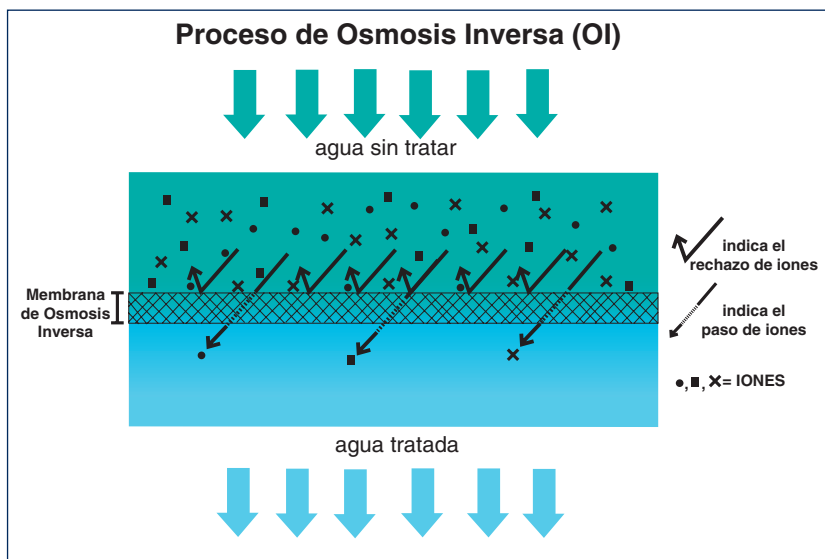 Proceso de Osmosis Inversa (OI)
agua sin tratar
indica el
rechazo de iones
Membrana
de Osmosis
Inversa
indica el
paso de iones
●,■,✕= IONES
agua tratada